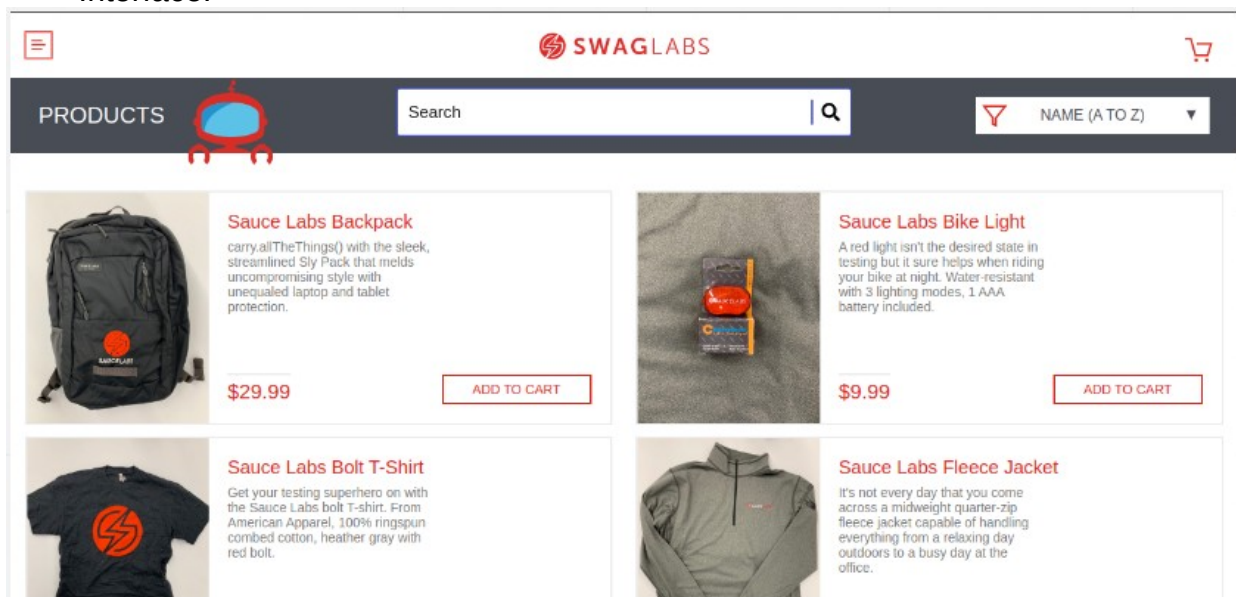 interface.
SWAGLABS
PRODUCTS
Search
NAME (A TO Z)
Sauce Labs Backpack
carry.allTheThings() with the sleek,
streamlined Sly Pack that melds
uncompromising style with
unequaled laptop and tablet
protection.
$29.99
ADD TO CART
Sauce Labs Bike Light
A red light isn't the desired state in
testing but it sure helps when riding
your bike at night. Water-resistant
with 3 lighting modes, 1 AAA
battery included.
$9.99
ADD TO CART
Sauce Labs Bolt T-Shirt
Get your testing superhero on with
the Sauce Labs bolt T-shirt. From
American Apparel, 100% ringspun
combed cotton, heather gray with
red bolt.
Sauce Labs Fleece Jacket
It's not every day that you come
across a midweight quarter-zip
fleece jacket capable of handling
everything from a relaxing day
outdoors to a busy day at the
office.